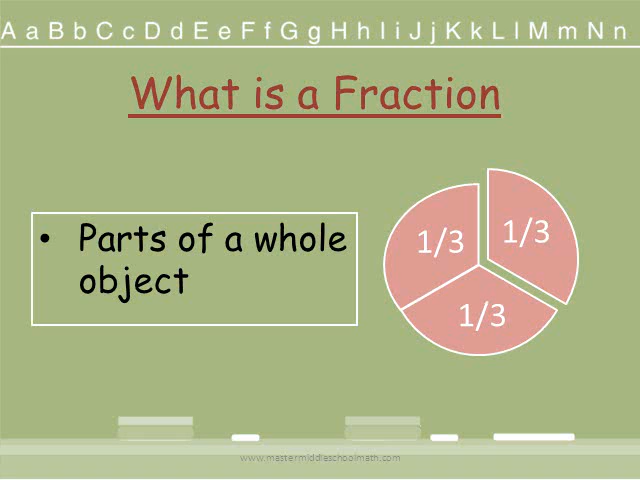 A a B b C c D d E e F f G g H h I i J j K k L l M m N n
What is a Fraction
• Parts of a whole
object
1/3
1/3
1/3
www.mastermiddleschoolmath.com